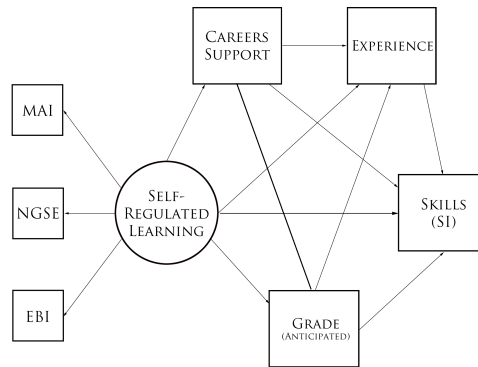 CAREERS
SUPPORT
EXPERIENCE
MAI
NGSE
EBI
SELF-
REGULATED
LEARNING
SKILLS
(SI)
GRADE
(ANTICIPATED)